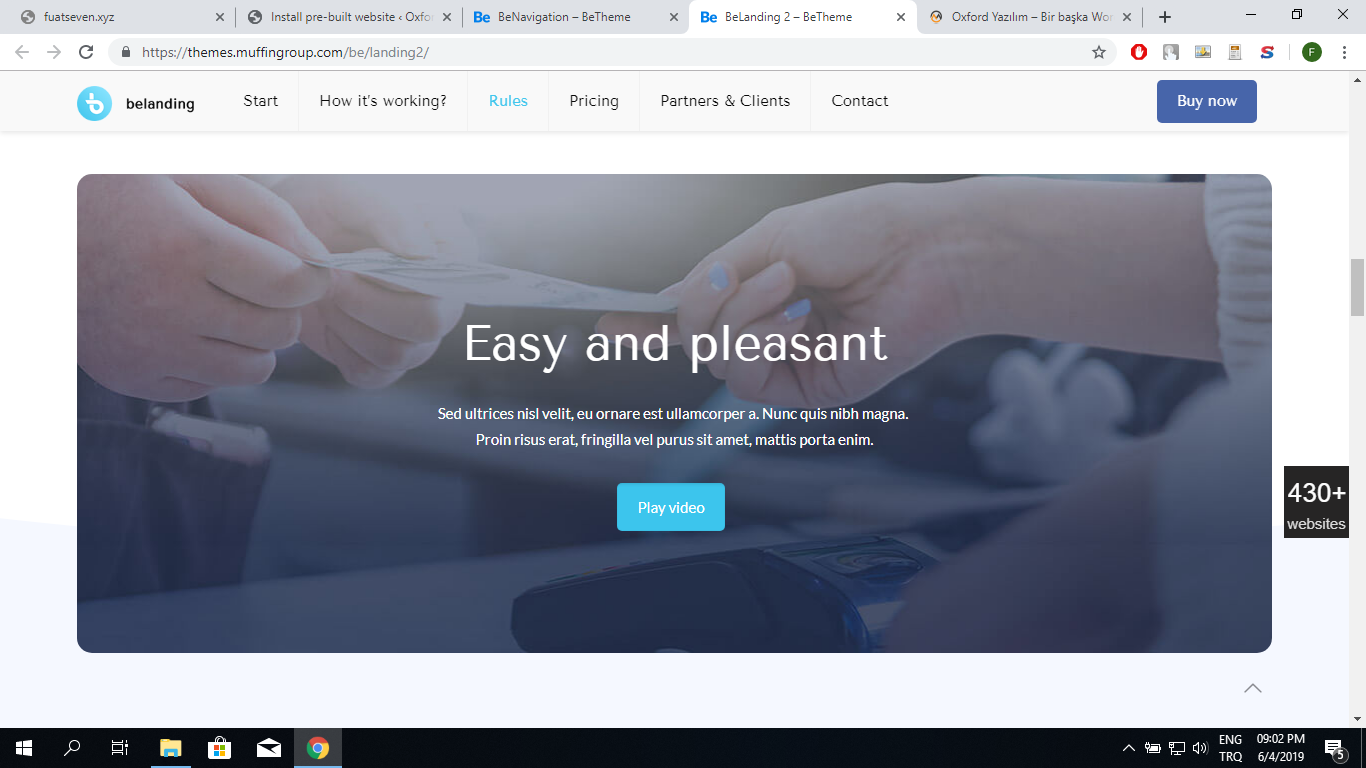 fuatseven.xyz
Install pre-built website ‹ Oxfo
BeNavigation – BeTheme
BeLanding 2 – BeTheme
Oxford Yazılım – Bir başka Wor
https://themes.muffingroup.com/be/landing2/
F
belanding
Start
How it's working?
Rules
Pricing
Partners & Clients
Contact
Buy now
Easy and pleasant
Sed ultrices nisl velit, eu ornare est ullamcorper a. Nunc quis nibh magna.
Proin risus erat, fringilla vel purus sit amet, mattis porta enim.
Play video
430+
websites
ENG
TRQ
09:02 PM
6/4/2019
5